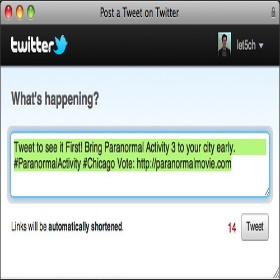 Post a Tweet on Twitter
twitter
let5ch
What's happening?
Tweet to see it First! Bring Paranormal Activity 3 to your city early.
#ParanormalActivity #Chicago Vote: http://paranormalmovie.com
Links will be automatically shortened.
14
Tweet